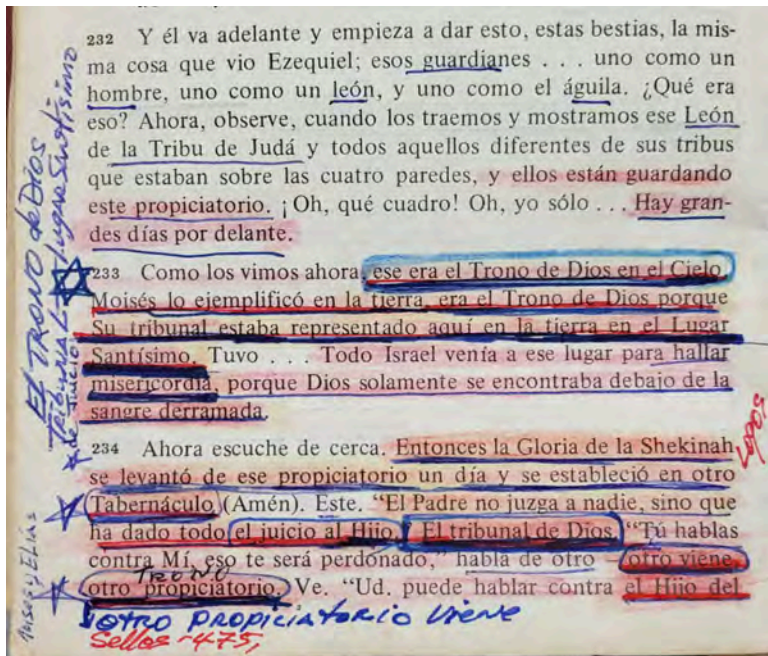 232 Y él va adelante y empieza a dar esto, estas bestias, la mis-
ma cosa que vio Ezequiel; esos guardianes . . . uno como un
hombre, uno como un león, y uno como el águila. ¿Qué era
eso? Ahora, observe, cuando los traemos y mostramos ese León
de la Tribu de Judá y todos aquellos diferentes de sus tribus
que estaban sobre las cuatro paredes, y ellos están guardando
este propiciatorio. ¡Oh, qué cuadro! Oh, yo sólo . . . Hay gran-
des días por delante.
233 Como los vimos ahora, ese era el Trono de Dios en el Cielo
Moisés lo ejemplificó en la tierra, era el Trono de Dios porque
Su tribunal estaba representado aquí en la tierra en el Lugar
Santísimo. Tuvo . . . Todo Israel venía a ese lugar para hallar
misericordia, porque Dios solamente se encontraba debajo de la
sangre derramada.
234 Ahora escuche de cerca. Entonces la Gloria de la Shekinah
se levantó de ese propiciatorio un día y se estableció en otro
Tabernáculo (Amén). Este. “El Padre no juzga a nadie, sino que
ha dado todo el juicio al Hijo. El tribunal de Dios. “Tú hablas
contra Mí, eso te será perdonado,” habla de otro – otro viene,
TRONO
otro propiciatorio. Ve. “Ud. puede hablar contra el Hijo del
OTRO PROPICIATORIO Viene
Sellos - 475,
El TRONO de Dios
TRIBUNAL - Lugar Santísimo
de Juicio
Moises y Elías
Logos